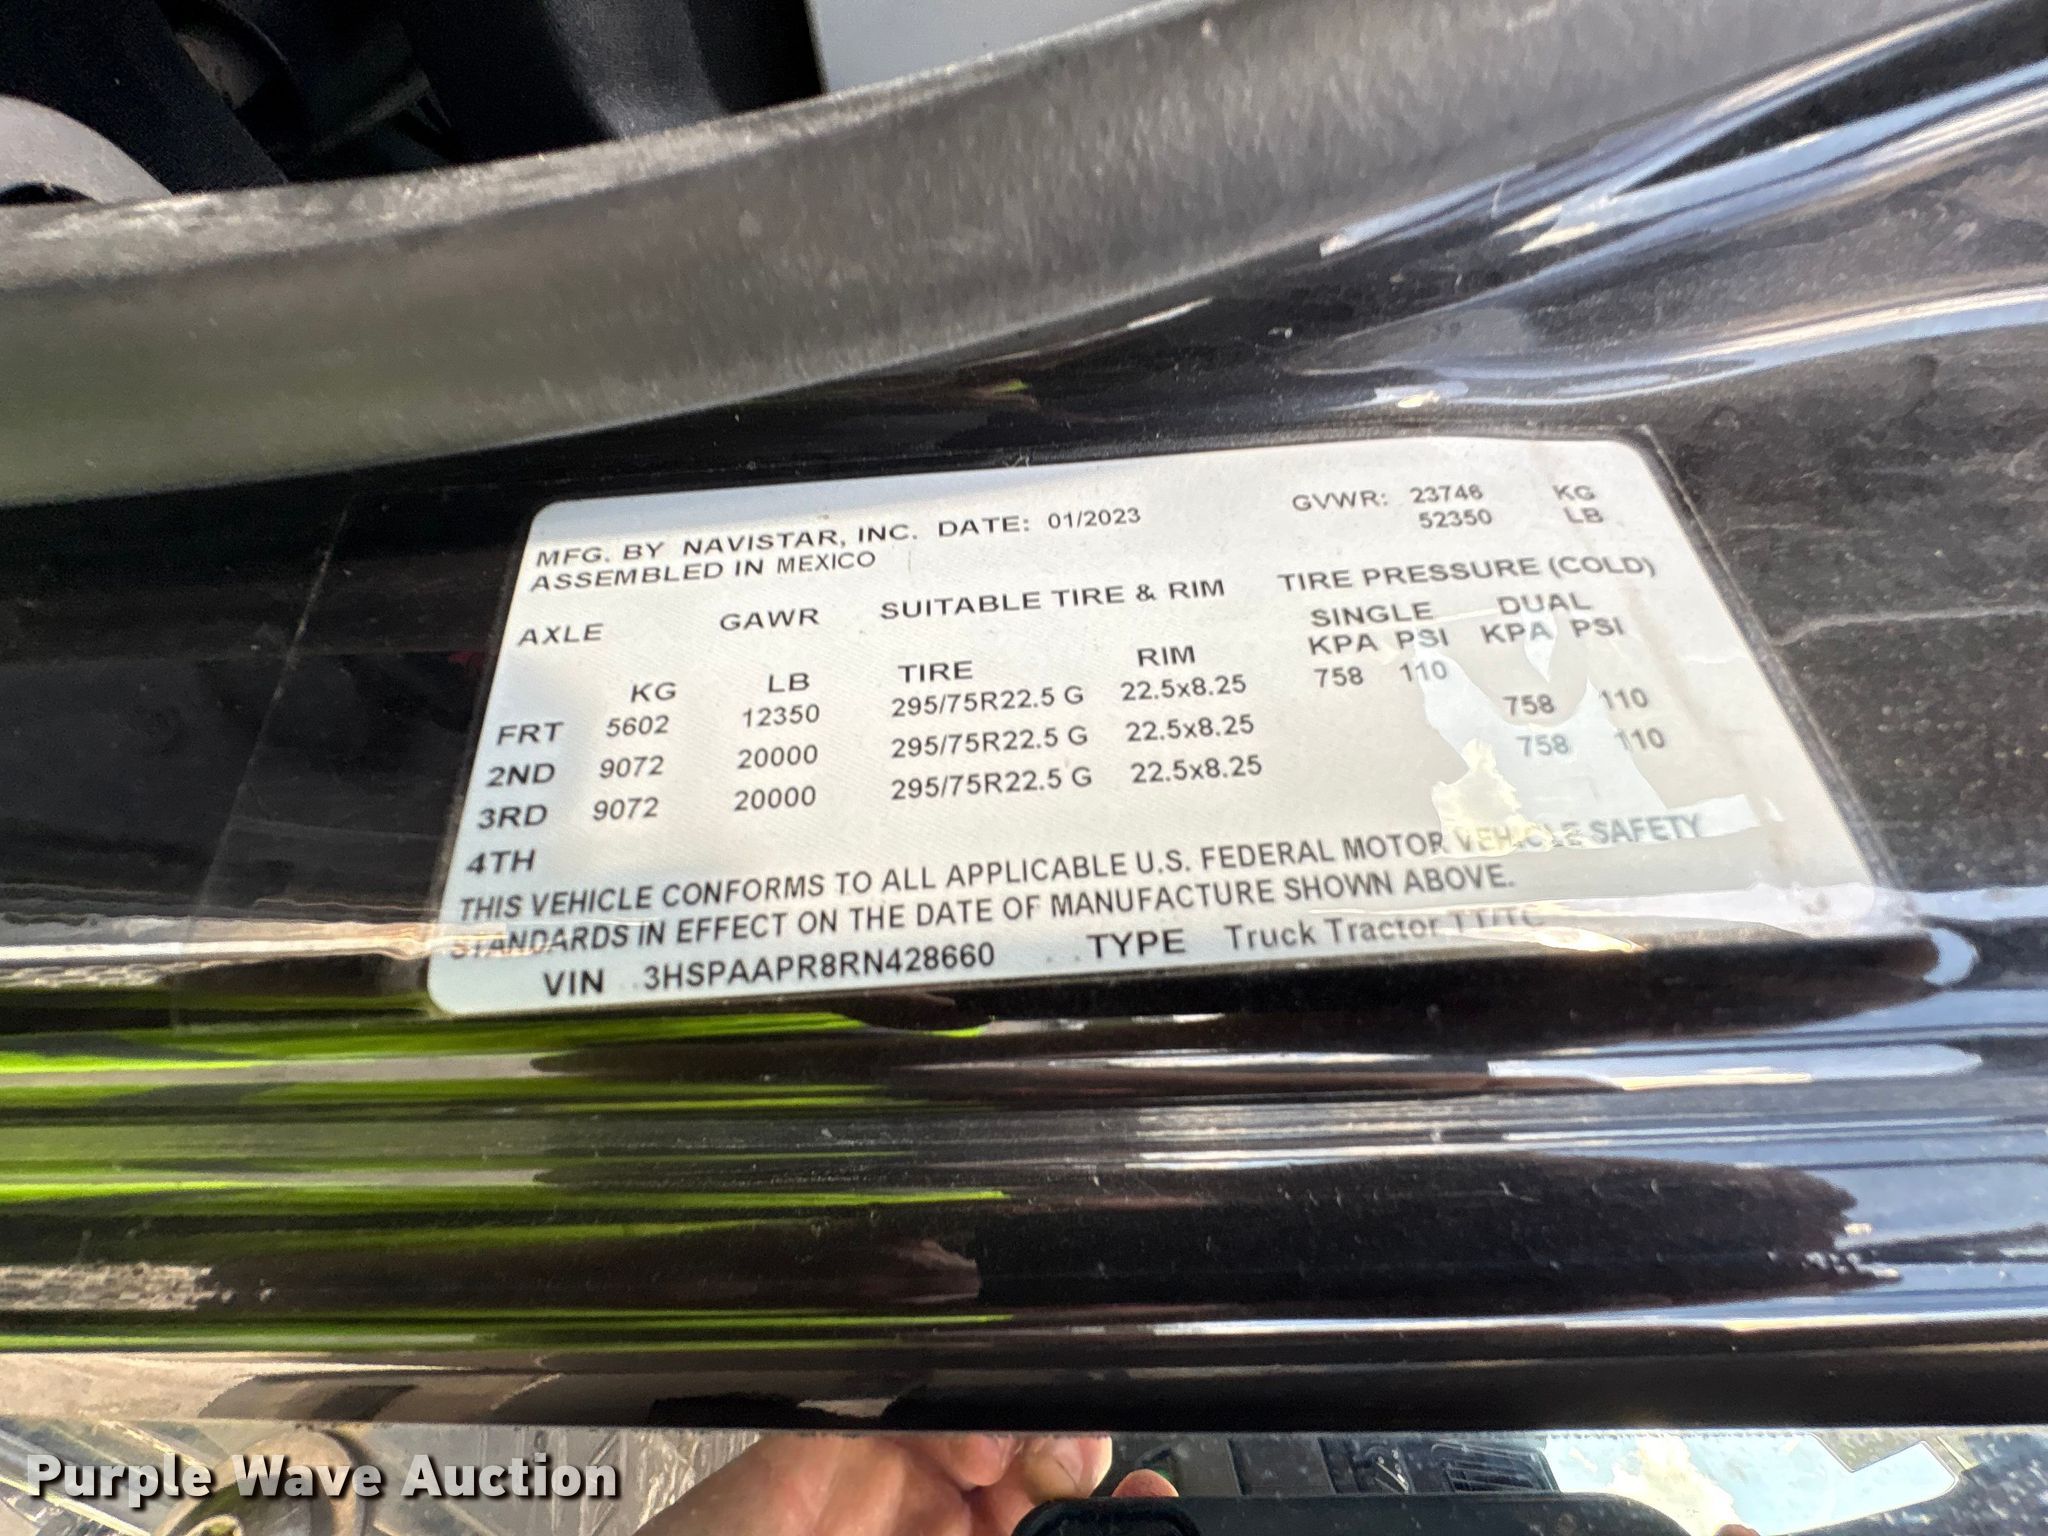 MFG. BY NAVISTAR, INC. DATE: 01/2023 GVWR: 23746 KG
ASSEMBLED IN MEXICO 52350 LB
AXLE GAWR SUITABLE TIRE & RIM TIRE PRESSURE (COLD)
SINGLE DUAL
KG LB TIRE RIM KPA PSI KPA PSI
FRT 5602 12350 295/75R22.5 G 22.5x8.25 758 110
2ND 9072 20000 295/75R22.5 G 22.5x8.25 758 110
3RD 9072 20000 295/75R22.5 G 22.5x8.25 758 110
4TH
THIS VEHICLE CONFORMS TO ALL APPLICABLE U.S. FEDERAL MOTOR VEHICLE SAFETY
STANDARDS IN EFFECT ON THE DATE OF MANUFACTURE SHOWN ABOVE.
VIN 3HSPAAPR8RN428660 TYPE Truck Tractor TT/TC
Purple Wave Auction